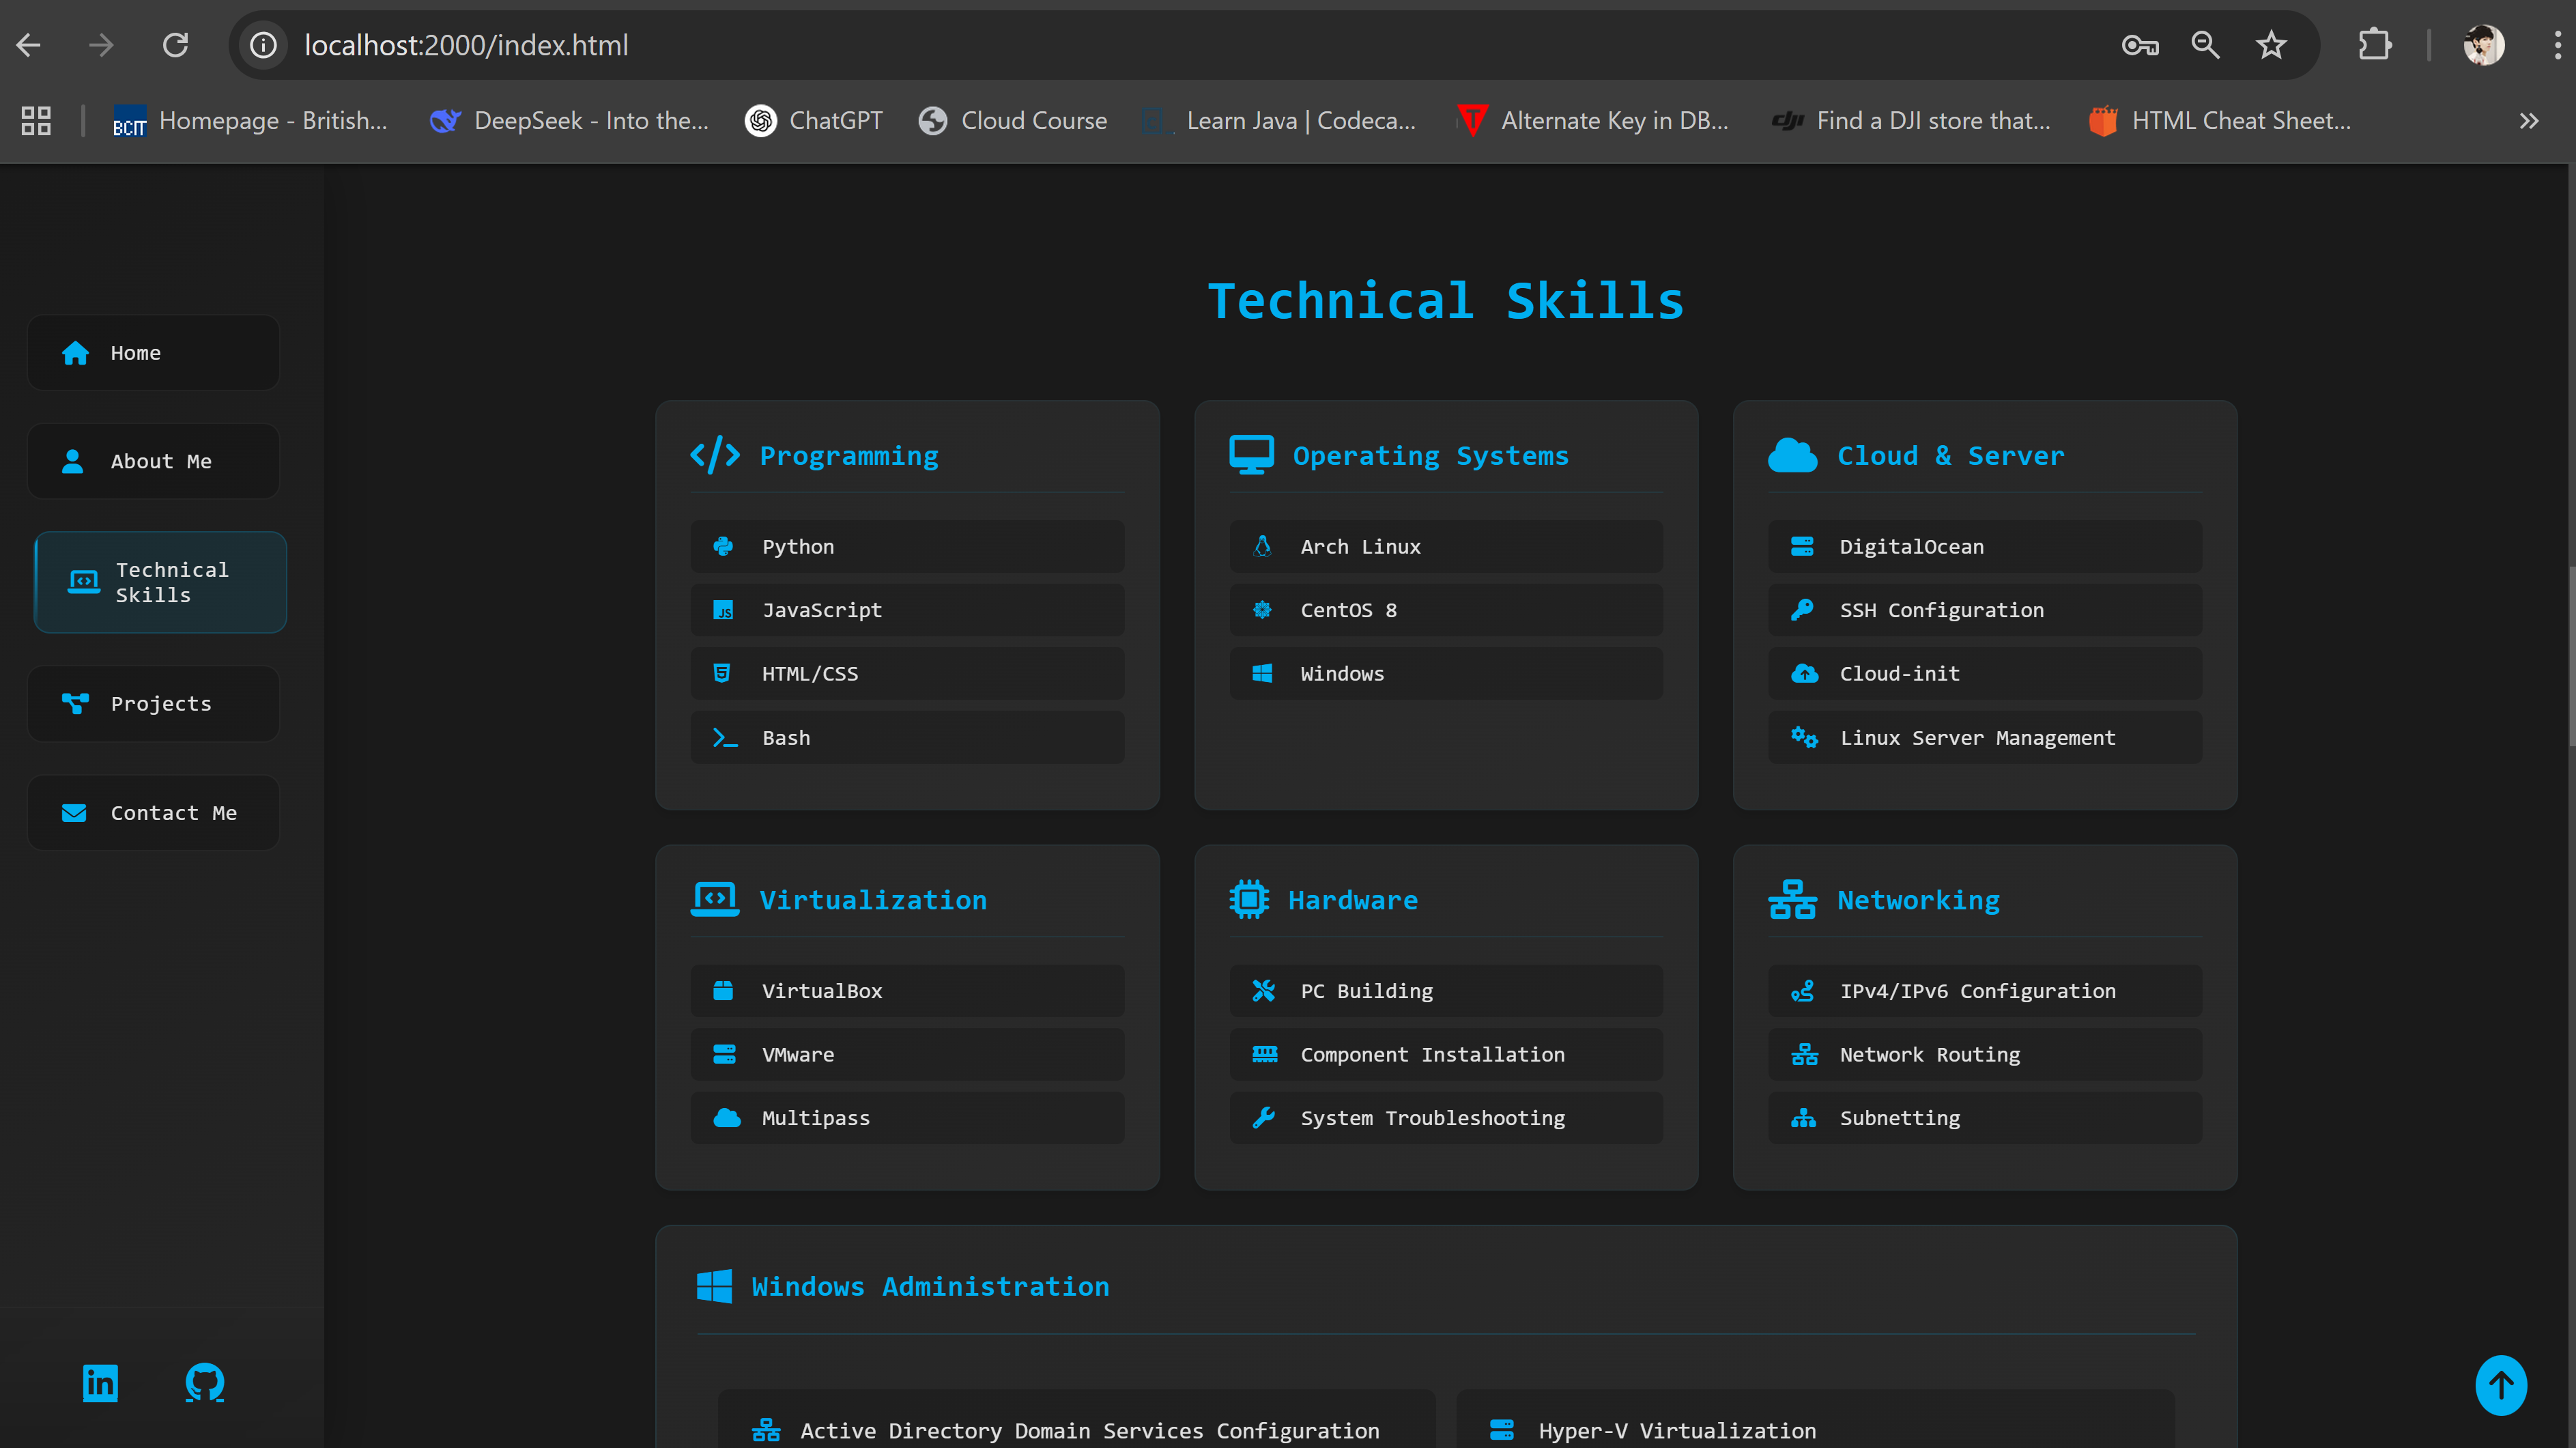 localhost:2000/index.html
Homepage - British...
DeepSeek - Into the...
ChatGPT
Cloud Course
Learn Java | Codeca...
Alternate Key in DB...
Find a DJI store that...
HTML Cheat Sheet...
Home
About Me
Technical
Skills
Projects
Contact Me
Technical Skills
Programming
Python
JavaScript
HTML/CSS
Bash
Operating Systems
Arch Linux
CentOS 8
Windows
Cloud & Server
DigitalOcean
SSH Configuration
Cloud-init
Linux Server Management
Virtualization
VirtualBox
VMware
Multipass
Hardware
PC Building
Component Installation
System Troubleshooting
Networking
IPv4/IPv6 Configuration
Network Routing
Subnetting
Windows Administration
Active Directory Domain Services Configuration
Hyper-V Virtualization